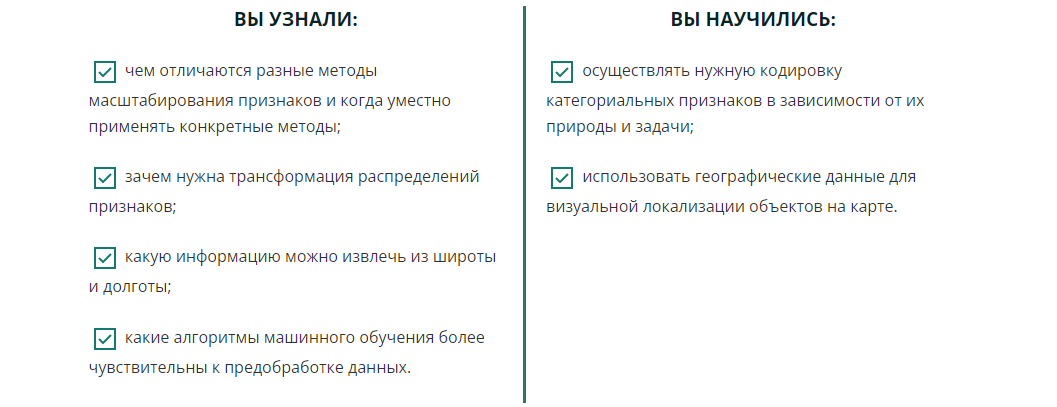 ВЫ УЗНАЛИ:
чем отличаются разные методы
масштабирования признаков и когда уместно
применять конкретные методы;
зачем нужна трансформация распределений
признаков;
какую информацию можно извлечь из широты
и долготы;
какие алгоритмы машинного обучения более
чувствительны к предобработке данных.
ВЫ НАУЧИЛИСЬ:
осуществлять нужную кодировку
категориальных признаков в зависимости от их
природы и задачи;
использовать географические данные для
визуальной локализации объектов на карте.